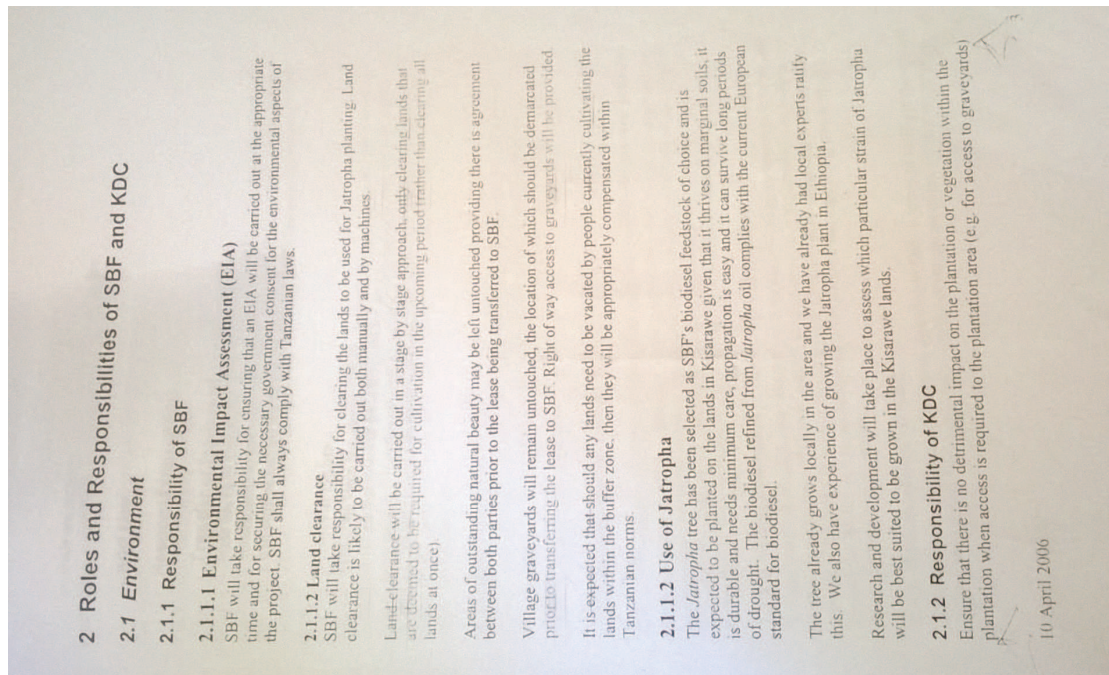 2 Roles and Responsibilities of SBF and KDC
2.1 Environment
2.1.1 Responsibility of SBF
2.1.1.1 Environmental Impact Assessment (EIA)
SBF will take responsibility for ensuring that an EIA will be carried out at the appropriate
time and for securing the necessary government consent for the environmental aspects of
the project. SBF shall always comply with Tanzanian laws.
2.1.1.2 Land clearance
SBF will take responsibility for clearing the lands to be used for Jatropha planting. Land
clearance is likely to be carried out both manually and by machines.
Land clearance will be carried out in a stage by stage approach, only clearing lands that
are deemed to be required for cultivation in the upcoming period trather than clearing all
lands at once).
Areas of outstanding natural beauty may be left untouched providing there is agreement
between both parties prior to the lease being transferred to SBF.
Village graveyards will remain untouched, the location of which should be demarcated
prior to transferring the lease to SBF. Right of way access to graveyards will be provided.
It is expected that should any lands need to be vacated by people currently cultivating the
lands within the buffer zone, then they will be appropriately compensated within
Tanzanian norms.
2.1.1.2 Use of Jatropha
The Jatropha tree has been selected as SBF's biodiesel feedstock of choice and is
expected to be planted on the lands in Kisarawe given that it thrives on marginal soils, it
is durable and needs minimum care, propagation is easy and it can survive long periods
of drought. The biodiesel refined from Jatropha oil complies with the current European
standard for biodiesel.
The tree already grows locally in the area and we have already had local experts ratify
this. We also have experience of growing the Jatropha plant in Ethiopia.
Research and development will take place to assess which particular strain of Jatropha
will be best suited to be grown in the Kisarawe lands.
2.1.2 Responsibility of KDC
Ensure that there is no detrimental impact on the plantation or vegetation within the
plantation when access is required to the plantation area (e.g. for access to graveyards)
10 April 2006